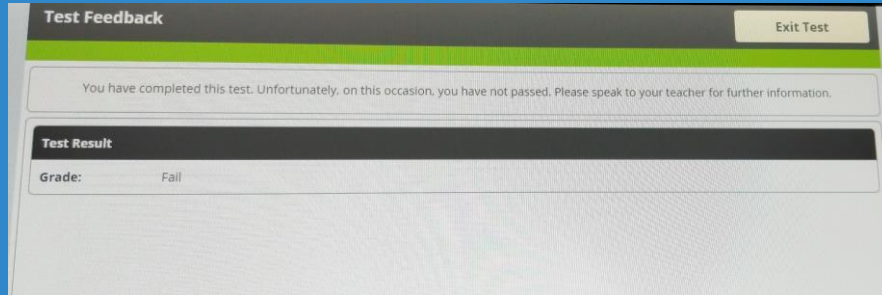 Test Feedback
Exit Test
You have completed this test. Unfortunately, on this occasion, you have not passed. Please speak to your teacher for further information.
Test Result
Grade: Fail